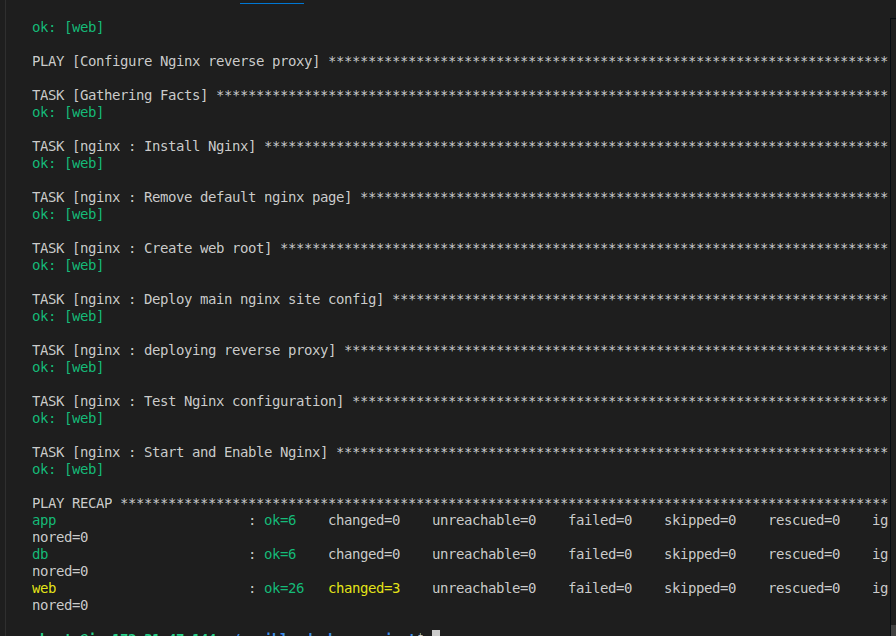 ok: [web]
PLAY [Configure Nginx reverse proxy] **********************************************************************
TASK [Gathering Facts] ************************************************************************************
ok: [web]
TASK [nginx : Install Nginx] ******************************************************************************
ok: [web]
TASK [nginx : Remove default nginx page] ******************************************************************
ok: [web]
TASK [nginx : Create web root] ****************************************************************************
ok: [web]
TASK [nginx : Deploy main nginx site config] **************************************************************
ok: [web]
TASK [nginx : deploying reverse proxy] ********************************************************************
ok: [web]
TASK [nginx : Test Nginx configuration] *******************************************************************
ok: [web]
TASK [nginx : Start and Enable Nginx] *********************************************************************
ok: [web]
PLAY RECAP ************************************************************************************************
app                        : ok=6    changed=0    unreachable=0    failed=0    skipped=0    rescued=0    ig
nored=0
db                         : ok=6    changed=0    unreachable=0    failed=0    skipped=0    rescued=0    ig
nored=0
web                        : ok=26   changed=3    unreachable=0    failed=0    skipped=0    rescued=0    ig
nored=0